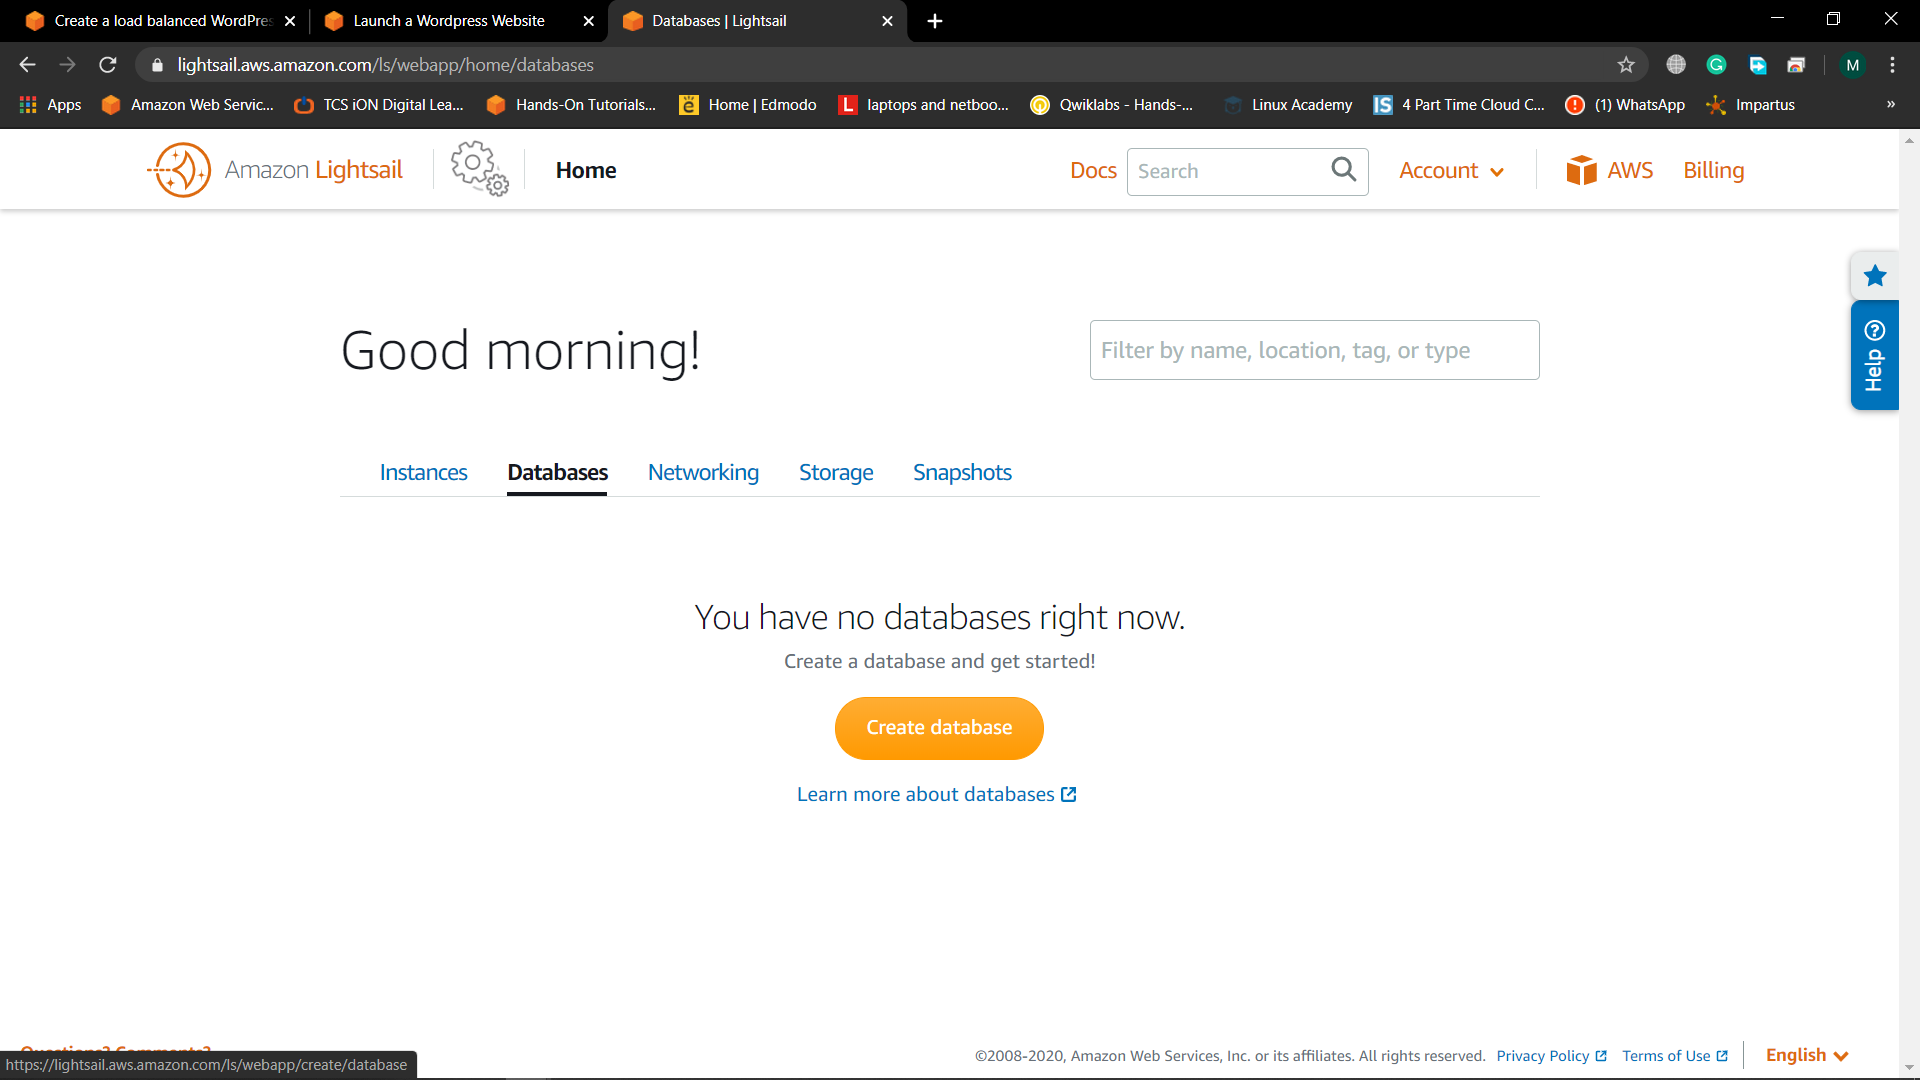 Create a load balanced WordPres
Launch a Wordpress Website
Databases | Lightsail
lightsail.aws.amazon.com/ls/webapp/home/databases
M
Apps
Amazon Web Servic...
TCS iON Digital Lea...
Hands-On Tutorials...
Home | Edmodo
laptops and netboo...
Qwiklabs - Hands-...
Linux Academy
4 Part Time Cloud C...
(1) WhatsApp
Impartus
»
Amazon Lightsail
Home
Docs
Search
Account
AWS
Billing
Help
Good morning!
Filter by name, location, tag, or type
Instances
Databases
Networking
Storage
Snapshots
You have no databases right now.
Create a database and get started!
Create database
Learn more about databases
Questions? Comments?
https://lightsail.aws.amazon.com/ls/webapp/create/database
©2008-2020, Amazon Web Services, Inc. or its affiliates. All rights reserved.
Privacy Policy
Terms of Use
English